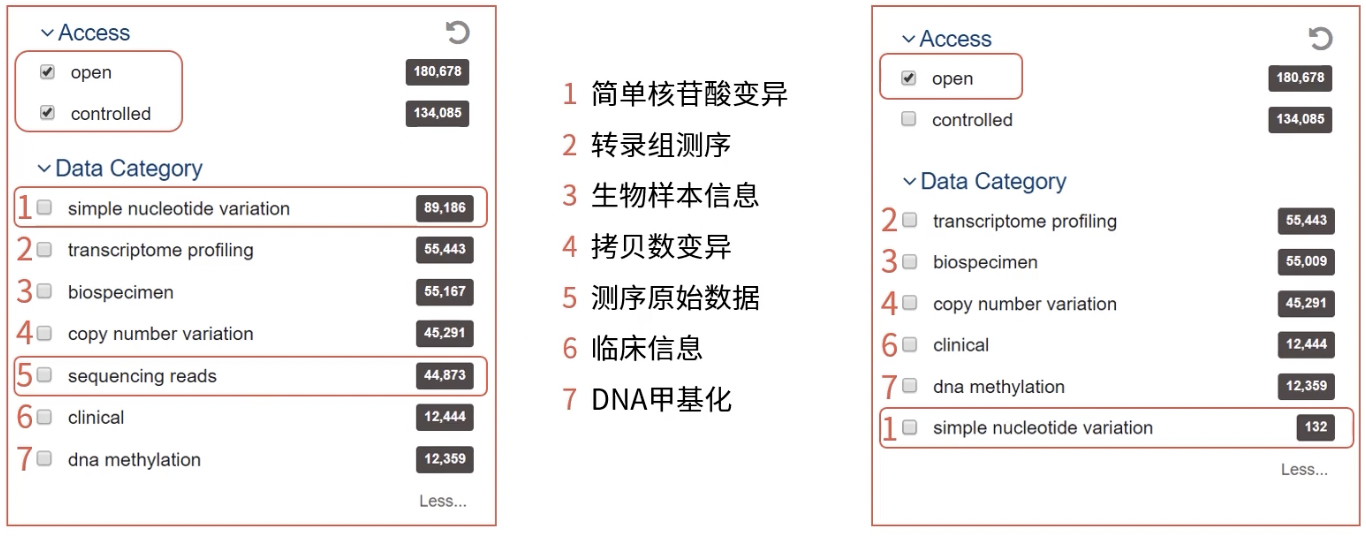 Access
open 180,678
controlled 134,085
Data Category
1 simple nucleotide variation 89,186
2 transcriptome profiling 55,443
3 biospecimen 55,167
4 copy number variation 45,291
5 sequencing reads 44,873
6 clinical 12,444
7 dna methylation 12,359
Less...
1 简单核苷酸变异
2 转录组测序
3 生物样本信息
4 拷贝数变异
5 测序原始数据
6 临床信息
7 DNA甲基化
Access
open 180,678
controlled 134,085
Data Category
2 transcriptome profiling 55,443
3 biospecimen 55,009
4 copy number variation 45,291
6 clinical 12,444
7 dna methylation 12,359
1 simple nucleotide variation 132
Less...